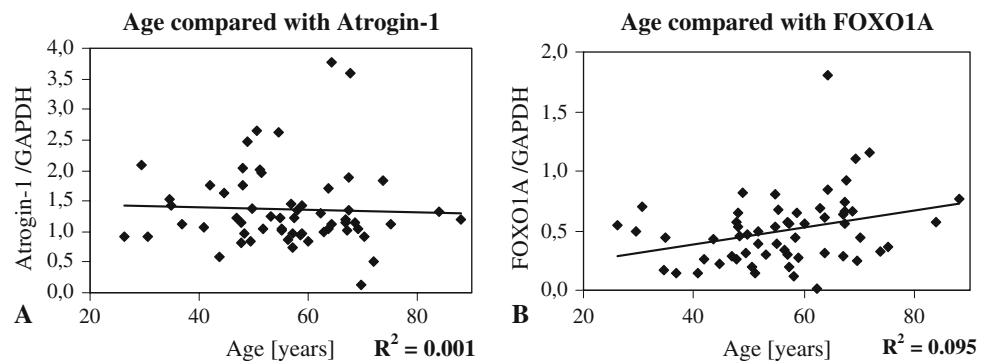 Age compared with Atrogin-1
4,0
3,5
3,0
2,5
2,0
1,5
1,0
0,5
0,0
Atrogin-1 /GAPDH
20
40
60
80
A
Age [years]
R² = 0.001
Age compared with FOXO1A
2,0
1,5
1,0
0,5
0,0
FOXO1A /GAPDH
20
40
60
80
B
Age [years]
R² = 0.095